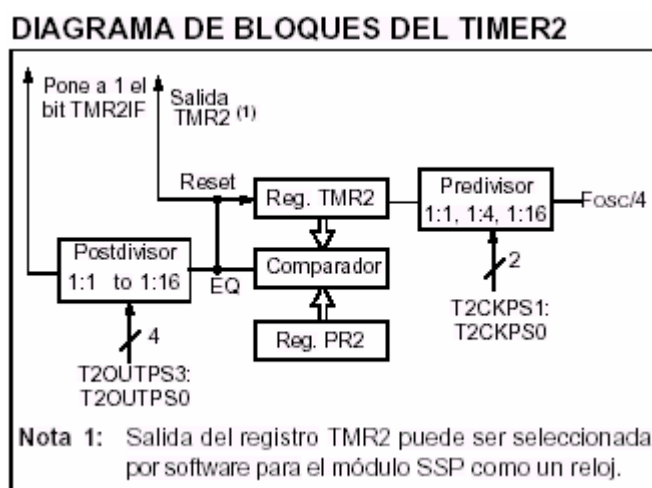 DIAGRAMA DE BLOQUES DEL TIMER2
Pone a 1 el
bit TMR2IF
Salida
TMR2 (1)
Reset
Reg. TMR2
Predivisor
1:1, 1:4, 1:16
Fosc/4
Postdivisor
1:1 to 1:16
EQ
Comparador
2
T2CKPS1:
T2CKPS0
Reg. PR2
4
T2OUTPS3:
T2OUTPS0
Nota 1: Salida del registro TMR2 puede ser seleccionada
por software para el módulo SSP como un reloj.